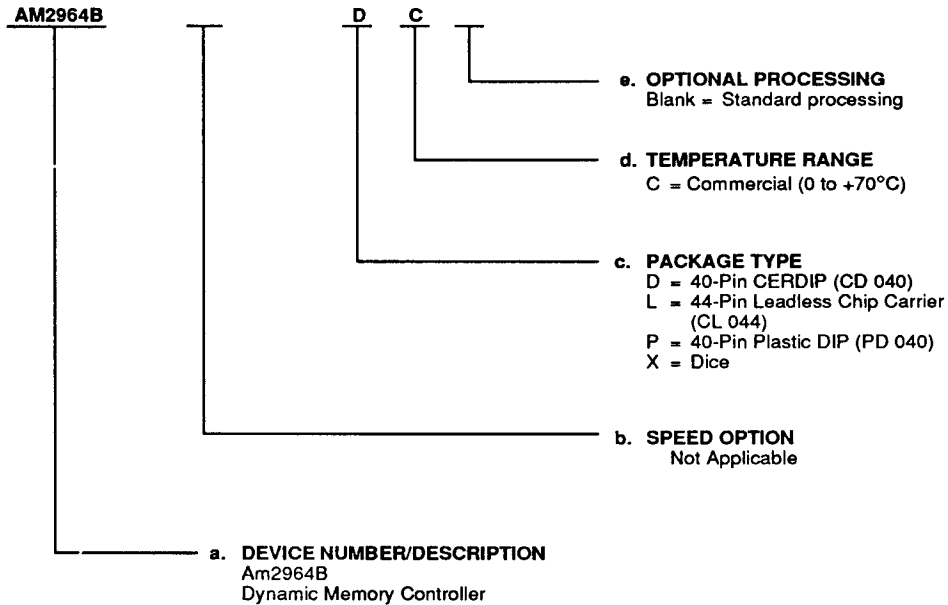 AM2964B D C
e. OPTIONAL PROCESSING
Blank = Standard processing
d. TEMPERATURE RANGE
C = Commercial (0 to +70°C)
c. PACKAGE TYPE
D = 40-Pin CERDIP (CD 040)
L = 44-Pin Leadless Chip Carrier
(CL 044)
P = 40-Pin Plastic DIP (PD 040)
X = Dice
b. SPEED OPTION
Not Applicable
a. DEVICE NUMBER/DESCRIPTION
Am2964B
Dynamic Memory Controller